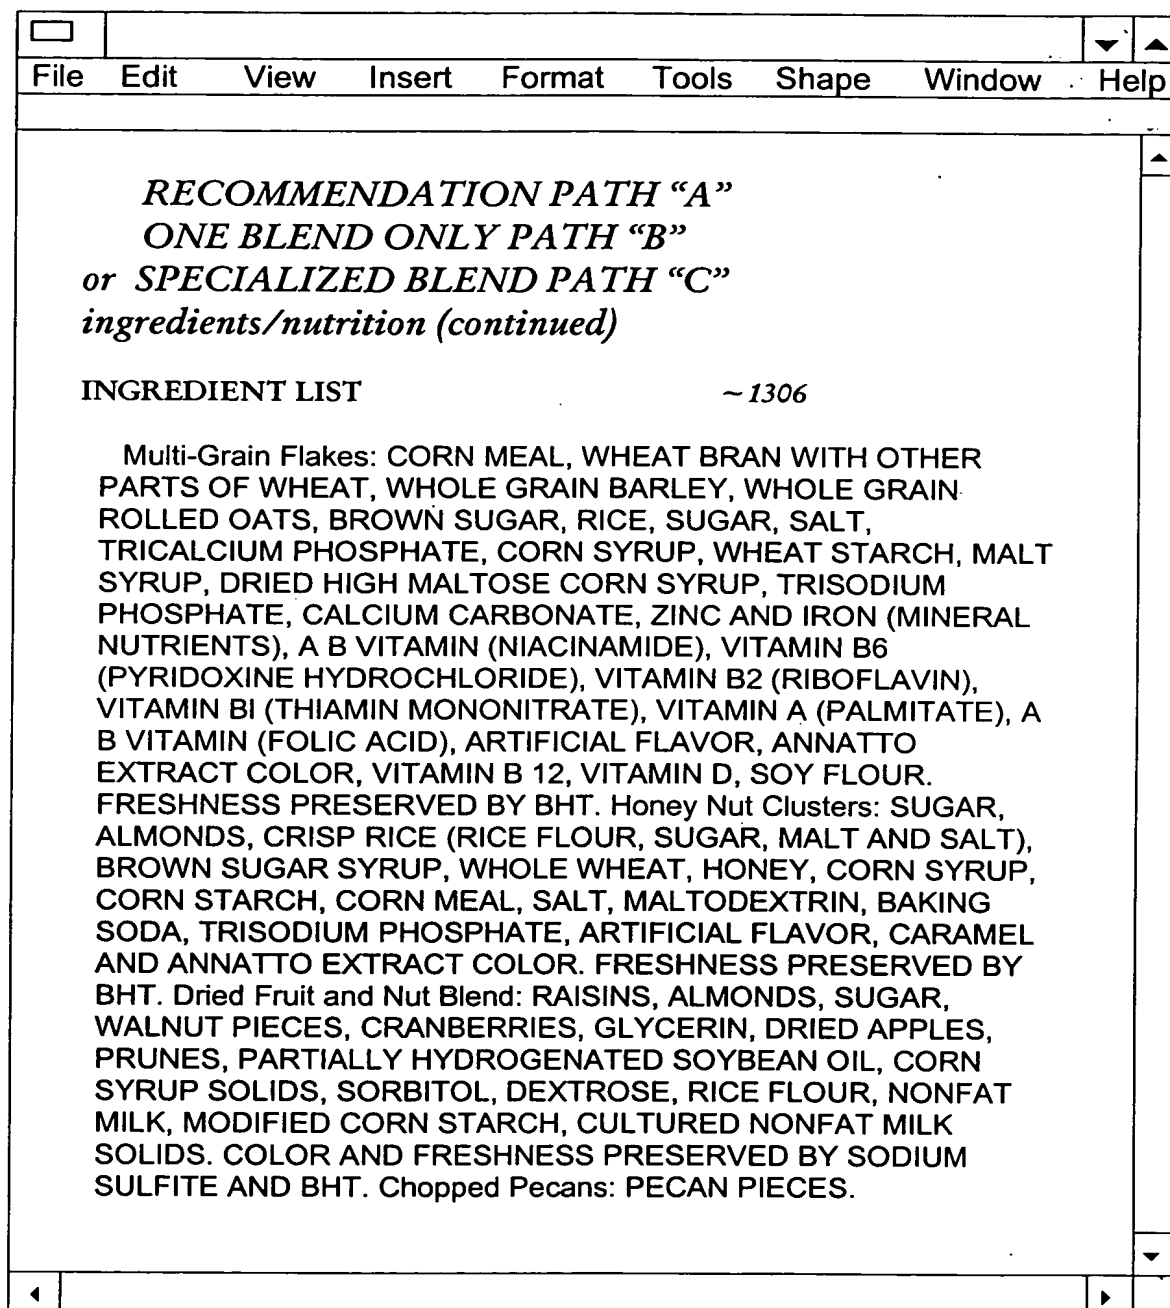 File Edit View Insert Format Tools Shape Window Help
RECOMMENDATION PATH “A”
ONE BLEND ONLY PATH “B”
or SPECIALIZED BLEND PATH “C”
ingredients/nutrition (continued)
INGREDIENT LIST ~1306
Multi-Grain Flakes: CORN MEAL, WHEAT BRAN WITH OTHER
PARTS OF WHEAT, WHOLE GRAIN BARLEY, WHOLE GRAIN
ROLLED OATS, BROWN SUGAR, RICE, SUGAR, SALT,
TRICALCIUM PHOSPHATE, CORN SYRUP, WHEAT STARCH, MALT
SYRUP, DRIED HIGH MALTOSE CORN SYRUP, TRISODIUM
PHOSPHATE, CALCIUM CARBONATE, ZINC AND IRON (MINERAL
NUTRIENTS), A B VITAMIN (NIACINAMIDE), VITAMIN B6
(PYRIDOXINE HYDROCHLORIDE), VITAMIN B2 (RIBOFLAVIN),
VITAMIN BI (THIAMIN MONONITRATE), VITAMIN A (PALMITATE), A
B VITAMIN (FOLIC ACID), ARTIFICIAL FLAVOR, ANNATTO
EXTRACT COLOR, VITAMIN B 12, VITAMIN D, SOY FLOUR.
FRESHNESS PRESERVED BY BHT. Honey Nut Clusters: SUGAR,
ALMONDS, CRISP RICE (RICE FLOUR, SUGAR, MALT AND SALT),
BROWN SUGAR SYRUP, WHOLE WHEAT, HONEY, CORN SYRUP,
CORN STARCH, CORN MEAL, SALT, MALTODEXTRIN, BAKING
SODA, TRISODIUM PHOSPHATE, ARTIFICIAL FLAVOR, CARAMEL
AND ANNATTO EXTRACT COLOR. FRESHNESS PRESERVED BY
BHT. Dried Fruit and Nut Blend: RAISINS, ALMONDS, SUGAR,
WALNUT PIECES, CRANBERRIES, GLYCERIN, DRIED APPLES,
PRUNES, PARTIALLY HYDROGENATED SOYBEAN OIL, CORN
SYRUP SOLIDS, SORBITOL, DEXTROSE, RICE FLOUR, NONFAT
MILK, MODIFIED CORN STARCH, CULTURED NONFAT MILK
SOLIDS. COLOR AND FRESHNESS PRESERVED BY SODIUM
SULFITE AND BHT. Chopped Pecans: PECAN PIECES.